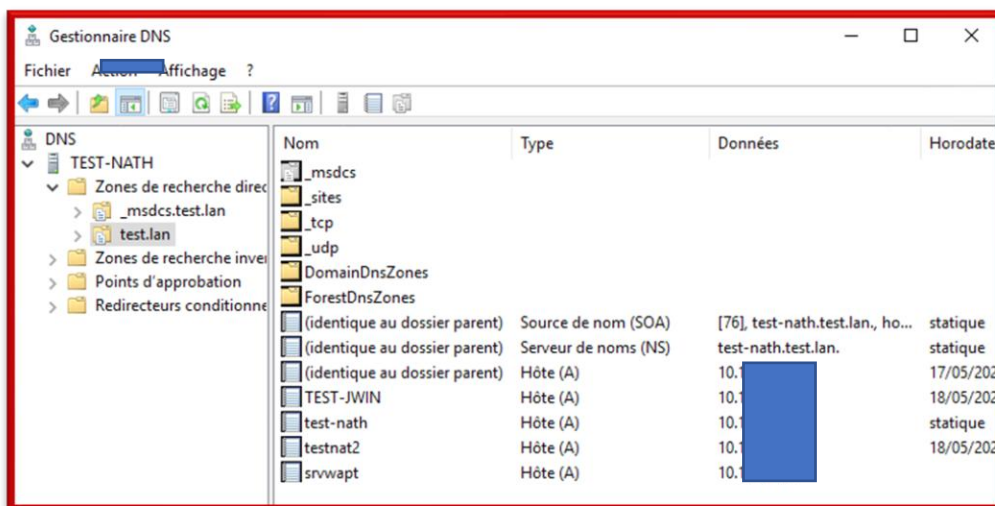 Gestionnaire DNS
Fichier Action Affichage ?
DNS
TEST-NATH
Zones de recherche direc
_msdcs.test.lan
test.lan
Zones de recherche inver
Points d'approbation
Redirecteurs conditionne
Nom Type Données Horodate
_msdcs
_sites
_tcp
_udp
DomainDnsZones
ForestDnsZones
(identique au dossier parent) Source de nom (SOA) [76], test-nath.test.lan., ho... statique
(identique au dossier parent) Serveur de noms (NS) test-nath.test.lan. statique
(identique au dossier parent) Hôte (A) 10.1 17/05/202
TEST-JWIN Hôte (A) 10.1 18/05/202
test-nath Hôte (A) 10.1 statique
testnat2 Hôte (A) 10.1 18/05/202
srvwapt Hôte (A) 10.1